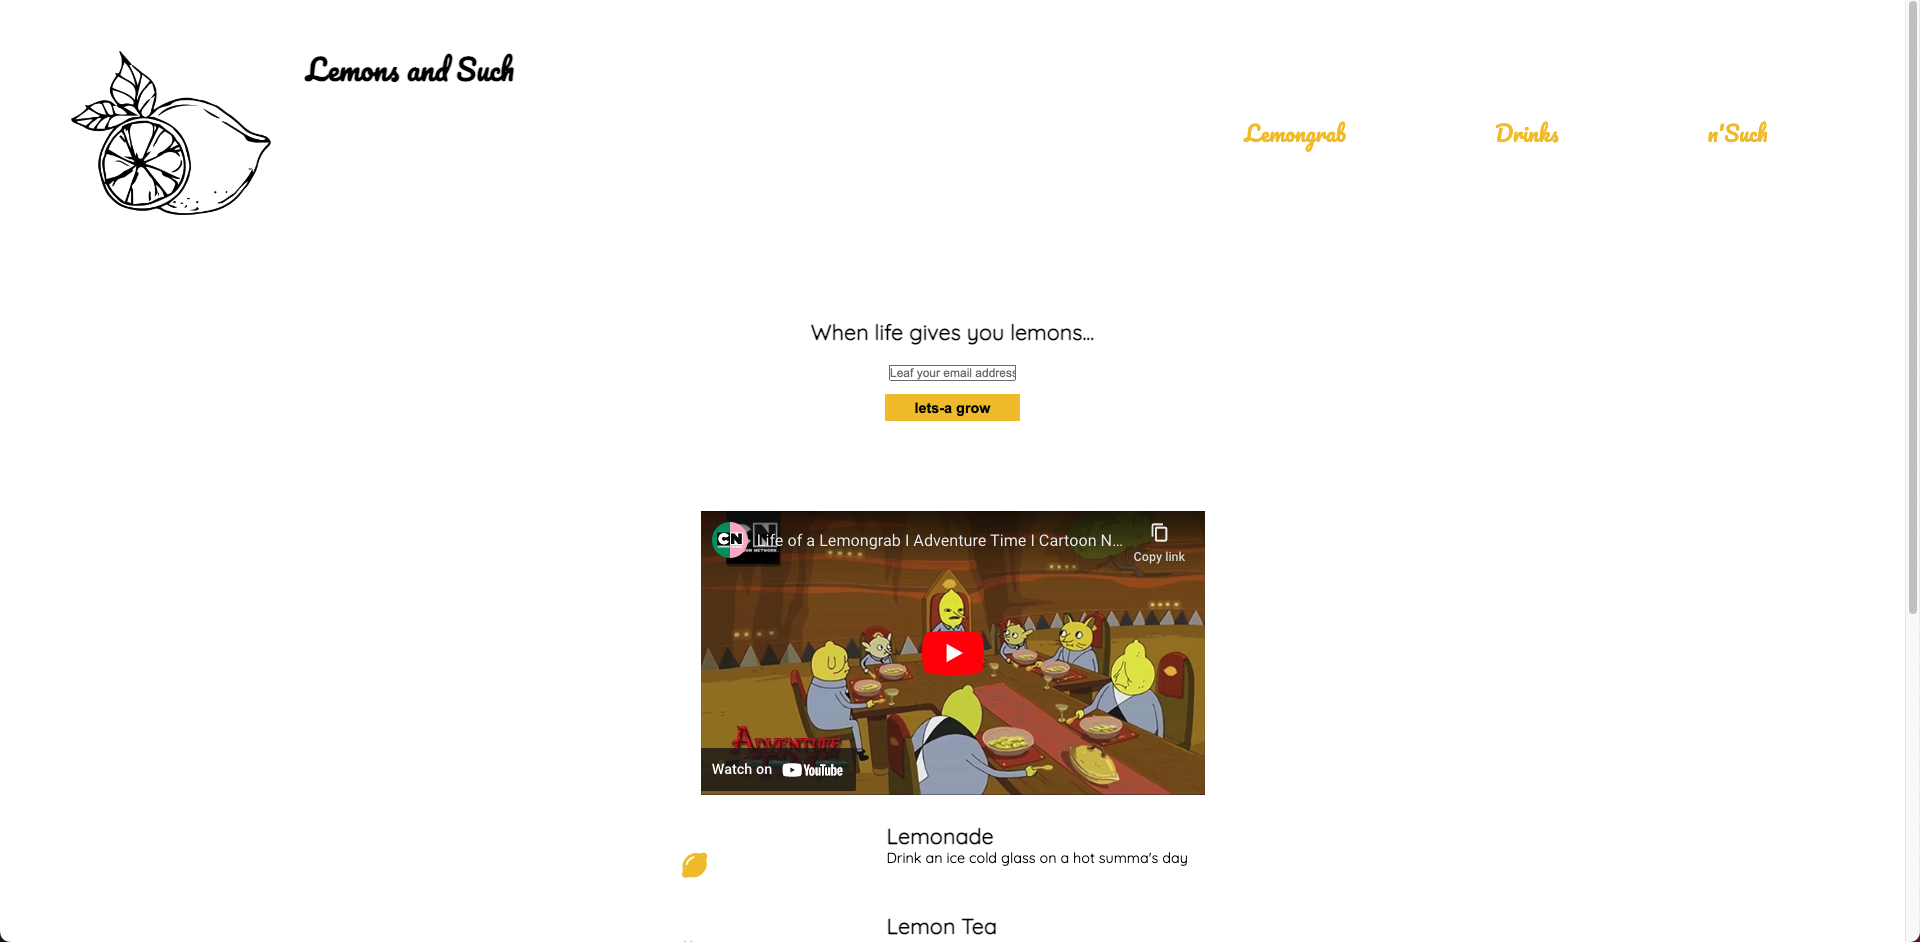 Lemons and Such
Lemongrab
Drinks
n'Such
When life gives you lemons...
Leaf your email address
lets-a grow
CN
Life of a Lemongrab I Adventure Time I Cartoon N...
Copy link
ADVENTURE
Watch on YouTube
Lemonade
Drink an ice cold glass on a hot summa's day
Lemon Tea